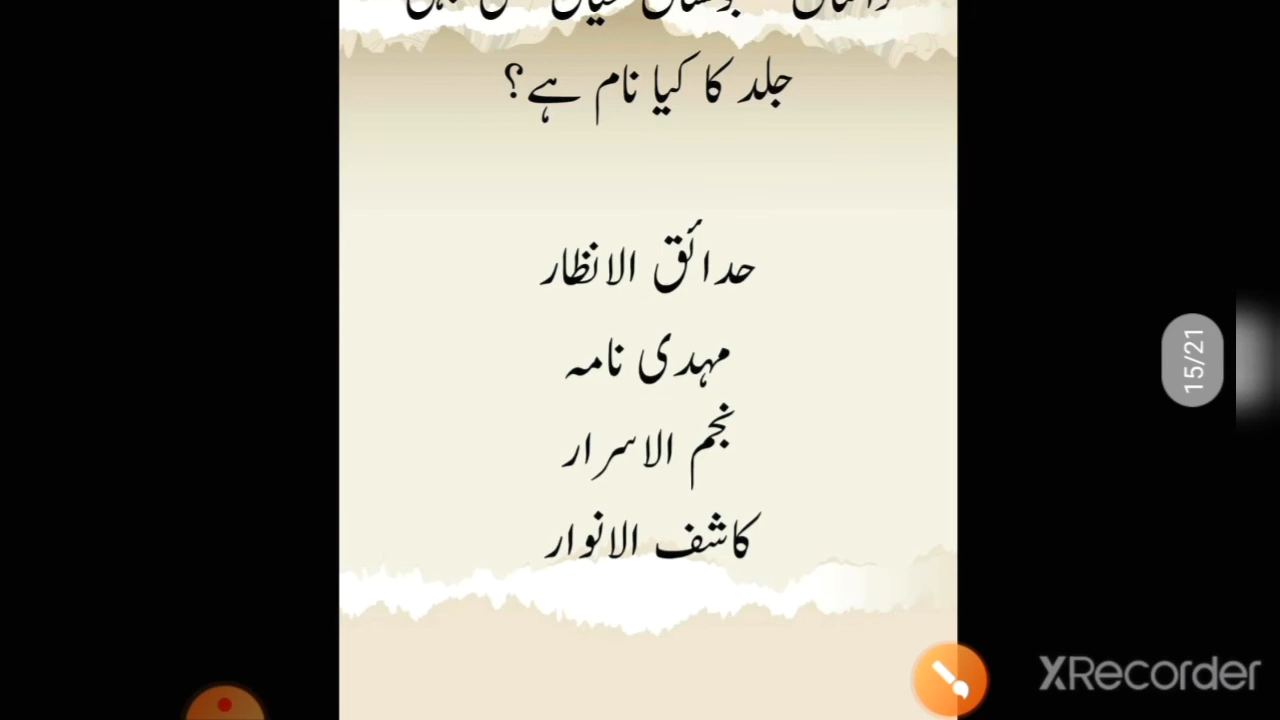 جلد کا کیا نام ہے؟
حدائق الانظار
مہدی نامہ
نجم الاسرار
کاشف الانوار
15/21
XRecorder